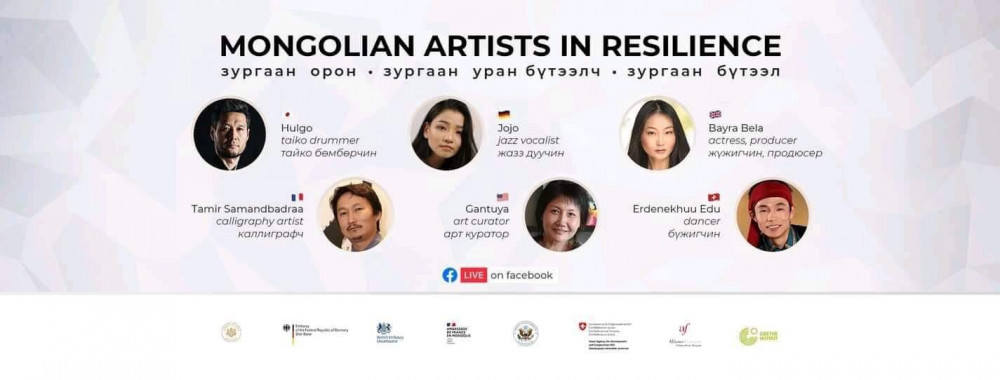 MONGOLIAN ARTISTS IN RESILIENCE
зургаан орон • зургаан уран бүтээлч • зургаан бүтээл
Hulgo
taiko drummer
тайко бөмбөрчин
Jojo
jazz vocalist
жазз дуучин
Bayra Bela
actress, producer
жүжигчин, продюсер
Tamir Samandbadraa
calligraphy artist
каллиграфч
Gantuya
art curator
арт куратор
Erdenekhuu Edu
dancer
бүжигчин
LIVE on facebook
Embassy
of the Federal Republic of Germany
Ulan Bator
British Embassy
Ulaanbaatar
AMBASSADE
DE FRANCE
EN MONGOLIE
af
GOETHE
INSTITUT